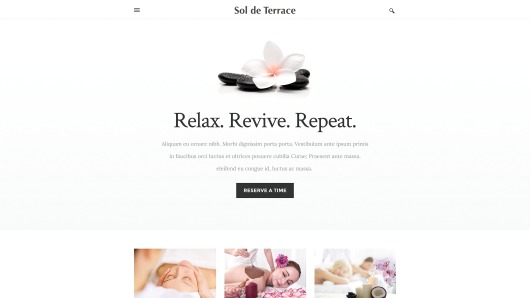 Sol de Terrace
Relax. Revive. Repeat.
Aliquam eu ornare nibh. Morbi dignissim porta porta. Vestibulum ante ipsum primis
in faucibus orci luctus et ultrices posuere cubilia Curae; Praesent ante massa,
eleifend eu congue id, luctus ac massa.
RESERVE A TIME